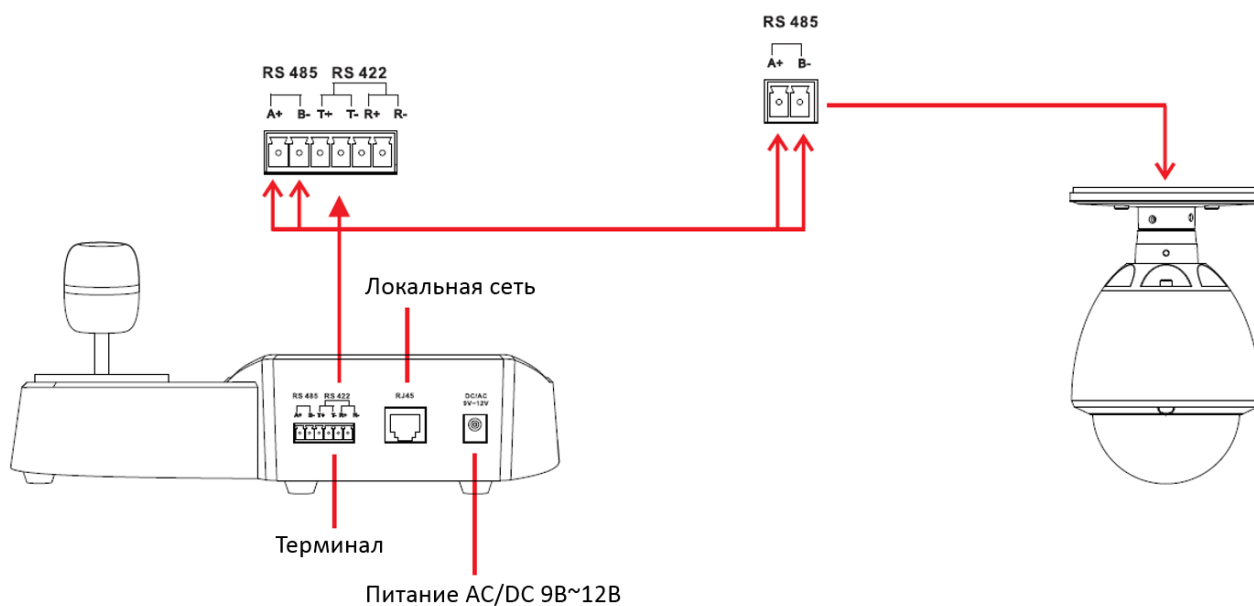 RS 485
A+ B-
RS 485 RS 422
A+ B- T+ T- R+ R-
Локальная сеть
RS 485 RS 422
A+ B- T+ T- R+ R-
RJ45
DC/AC
9V~12V
Терминал
Питание AC/DC 9В~12В